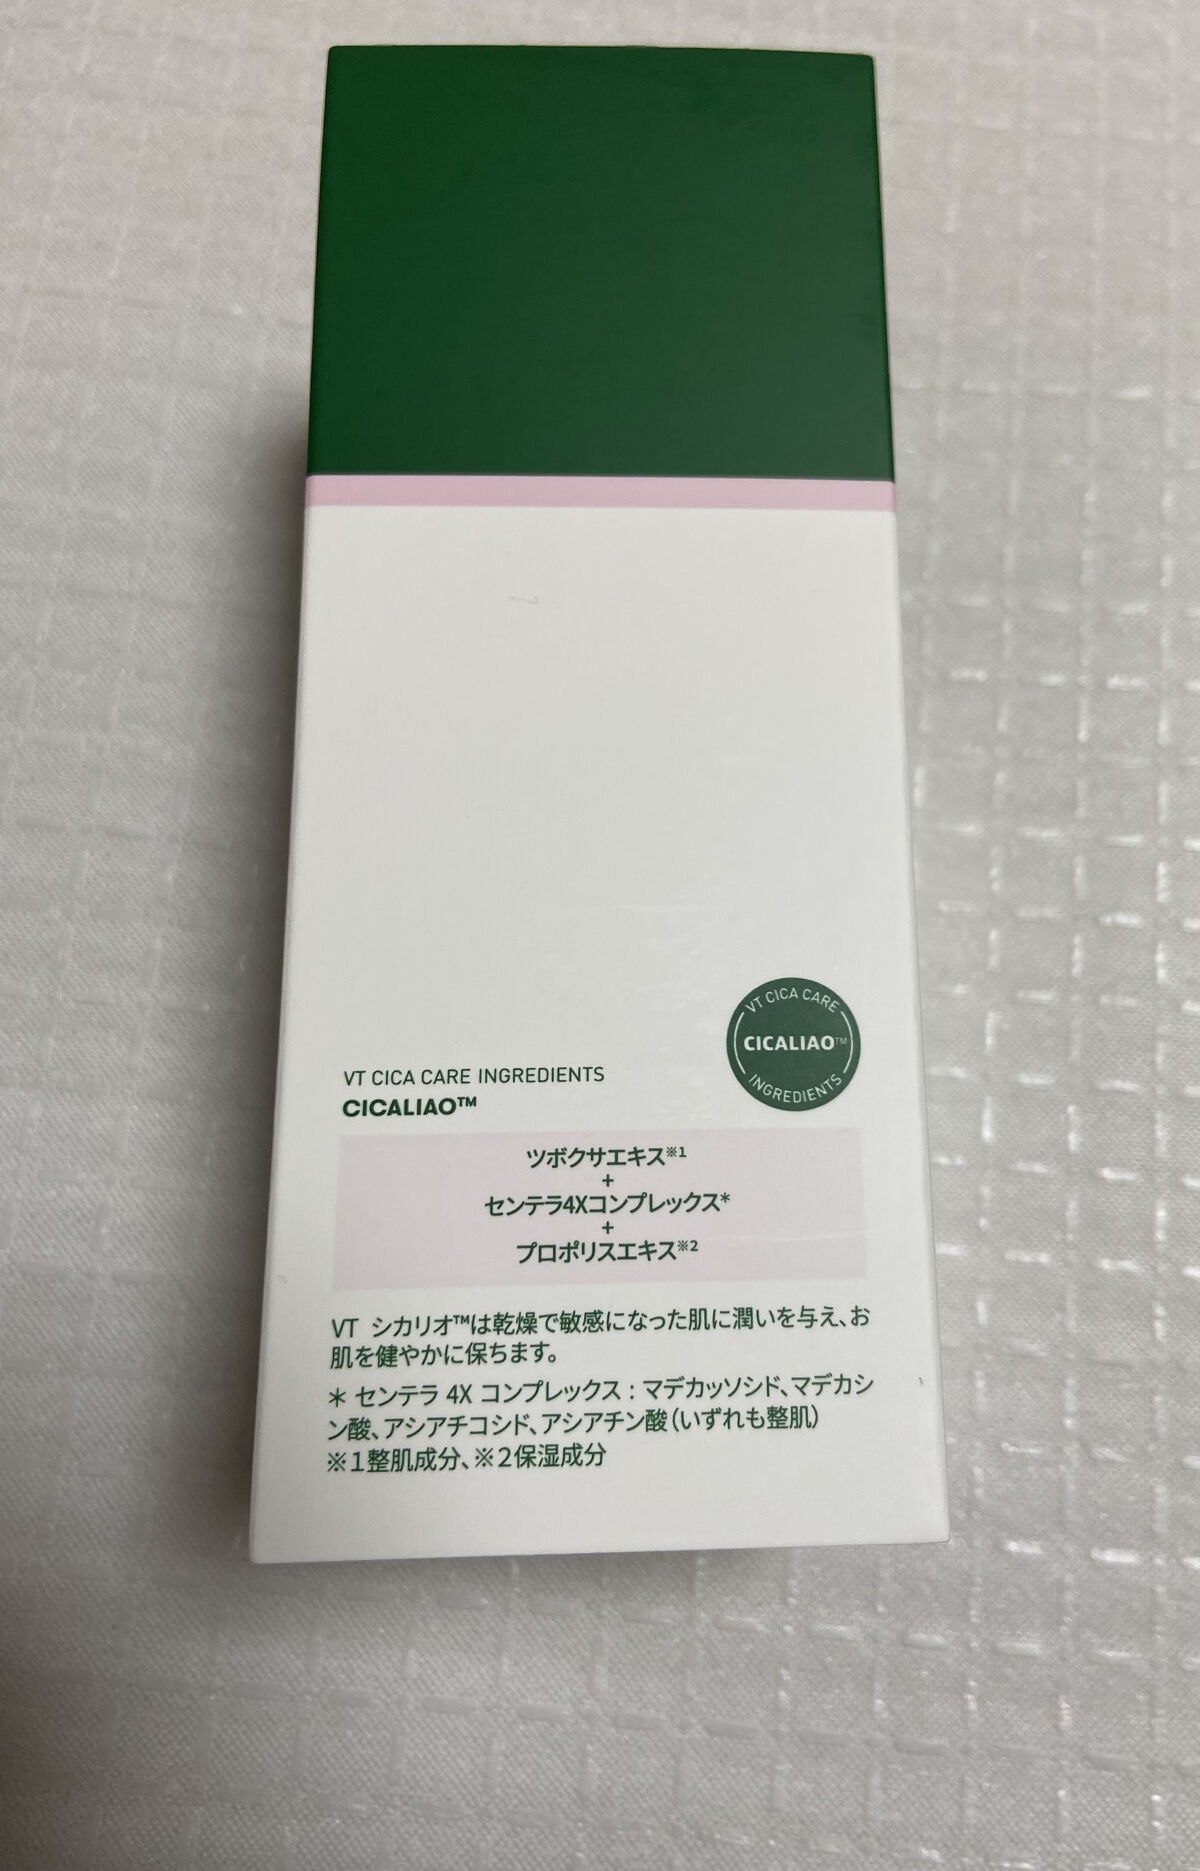 VT CICA CARE
CICALIAO™
INGREDIENTS
VT CICA CARE INGREDIENTS
CICALIAO™
ツボクサエキス※1
+
センテラ4Xコンプレックス*
+
プロポリスエキス※2
VT シカリオ™は乾燥で敏感になった肌に潤いを与え、お
肌を健やかに保ちます。
* センテラ 4X コンプレックス : マデカッソシド、マデカシ
ン酸、アシアチコシド、アシアチン酸(いずれも整肌)
※1整肌成分、※2保湿成分